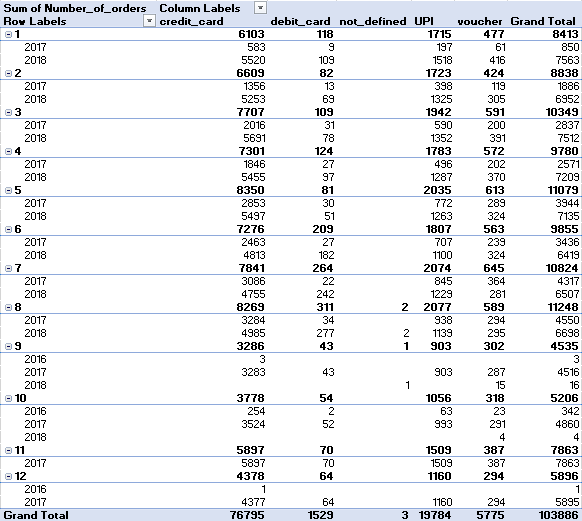 Sum of Number_of_orders Column Labels
Row Labels credit_card debit_card not_defined UPI voucher Grand Total
1 6103 118 1715 477 8413
2017 583 9 197 61 850
2018 5520 109 1518 416 7563
2 6609 82 1723 424 8838
2017 1356 13 398 119 1886
2018 5253 69 1325 305 6952
3 7707 109 1942 591 10349
2017 2016 31 590 200 2837
2018 5691 78 1352 391 7512
4 7301 124 1783 572 9780
2017 1846 27 496 202 2571
2018 5455 97 1287 370 7209
5 8350 81 2035 613 11079
2017 2853 30 772 289 3944
2018 5497 51 1263 324 7135
6 7276 209 1807 563 9855
2017 2463 27 707 239 3436
2018 4813 182 1100 324 6419
7 7841 264 2074 645 10824
2017 3086 22 845 364 4317
2018 4755 242 1229 281 6507
8 8269 311 2 2077 589 11248
2017 3284 34 938 294 4550
2018 4985 277 2 1139 295 6698
9 3286 43 1 903 302 4535
2016 3 3
2017 3283 43 903 287 4516
2018 1 15 16
10 3778 54 1056 318 5206
2016 254 2 63 23 342
2017 3524 52 993 291 4860
2018 4 4
11 5897 70 1509 387 7863
2017 5897 70 1509 387 7863
12 4378 64 1160 294 5896
2016 1 1
2017 4377 64 1160 294 5895
Grand Total 76795 1529 3 19784 5775 103886